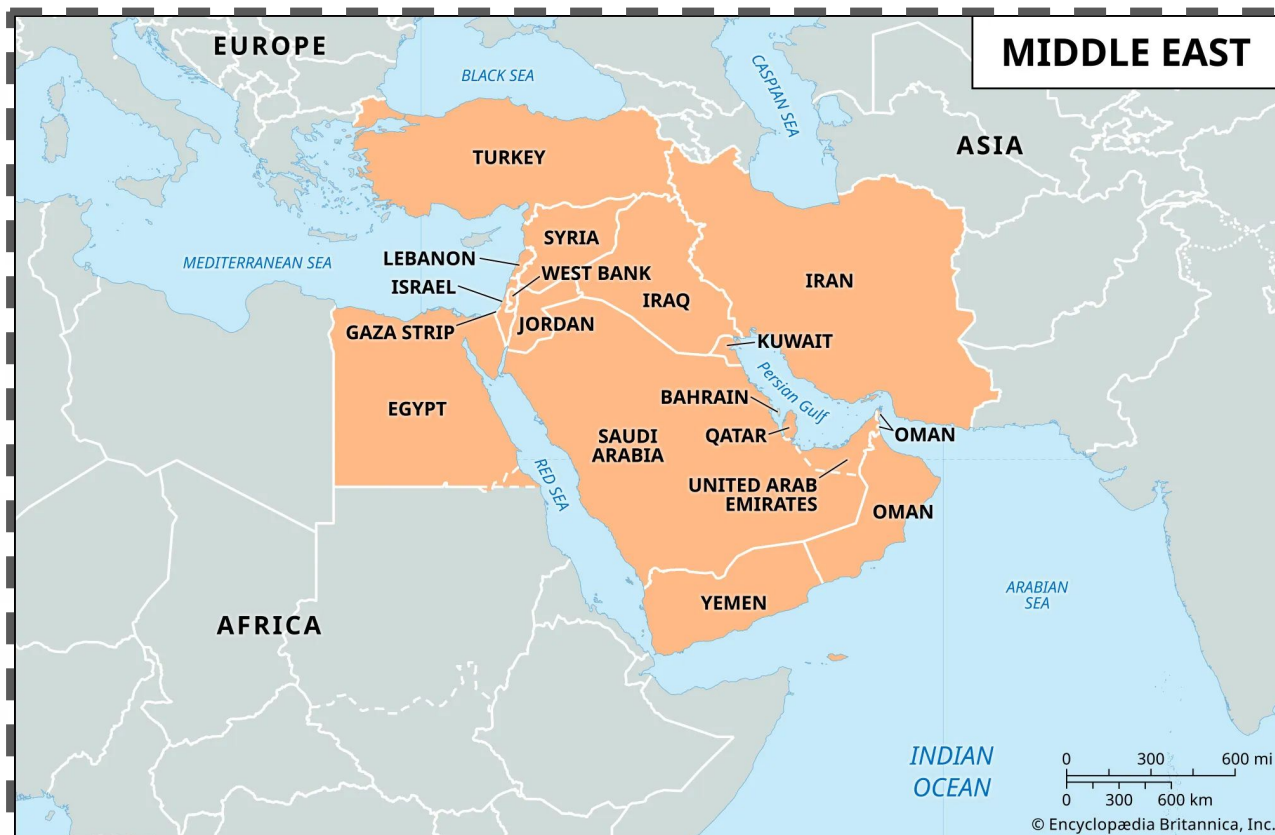 EUROPE
MIDDLE EAST
BLACK SEA
CASPIAN SEA
ASIA
TURKEY
SYRIA
LEBANON
MEDITERRANEAN SEA
WEST BANK
ISRAEL
IRAN
IRAQ
JORDAN
GAZA STRIP
KUWAIT
Persian Gulf
BAHRAIN
EGYPT
QATAR
OMAN
SAUDI
ARABIA
RED SEA
UNITED ARAB
EMIRATES
OMAN
ARABIAN
SEA
YEMEN
AFRICA
INDIAN
OCEAN
0 300 600 mi
0 300 600 km
© Encyclopædia Britannica, Inc.